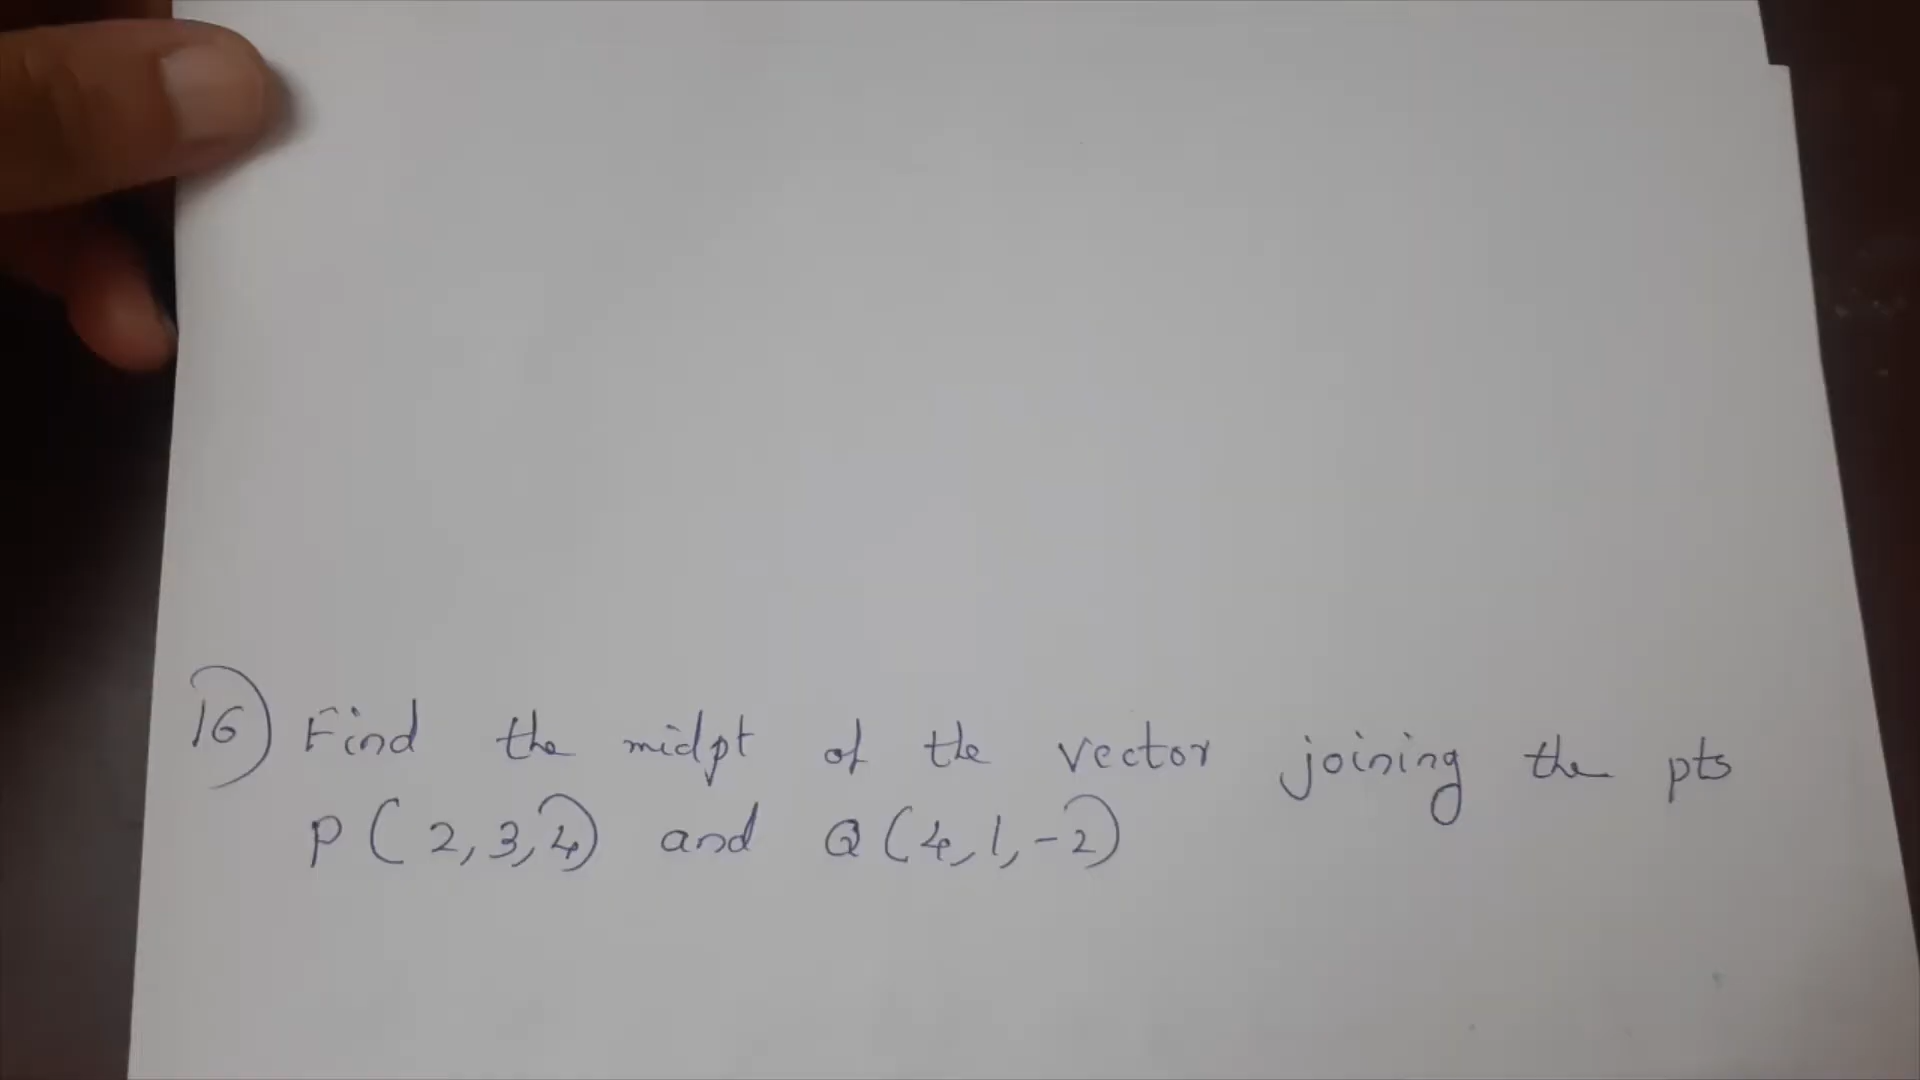 16) Find the midpt of the vector joining the pts
P(2,3,4) and Q(4,1,-2)